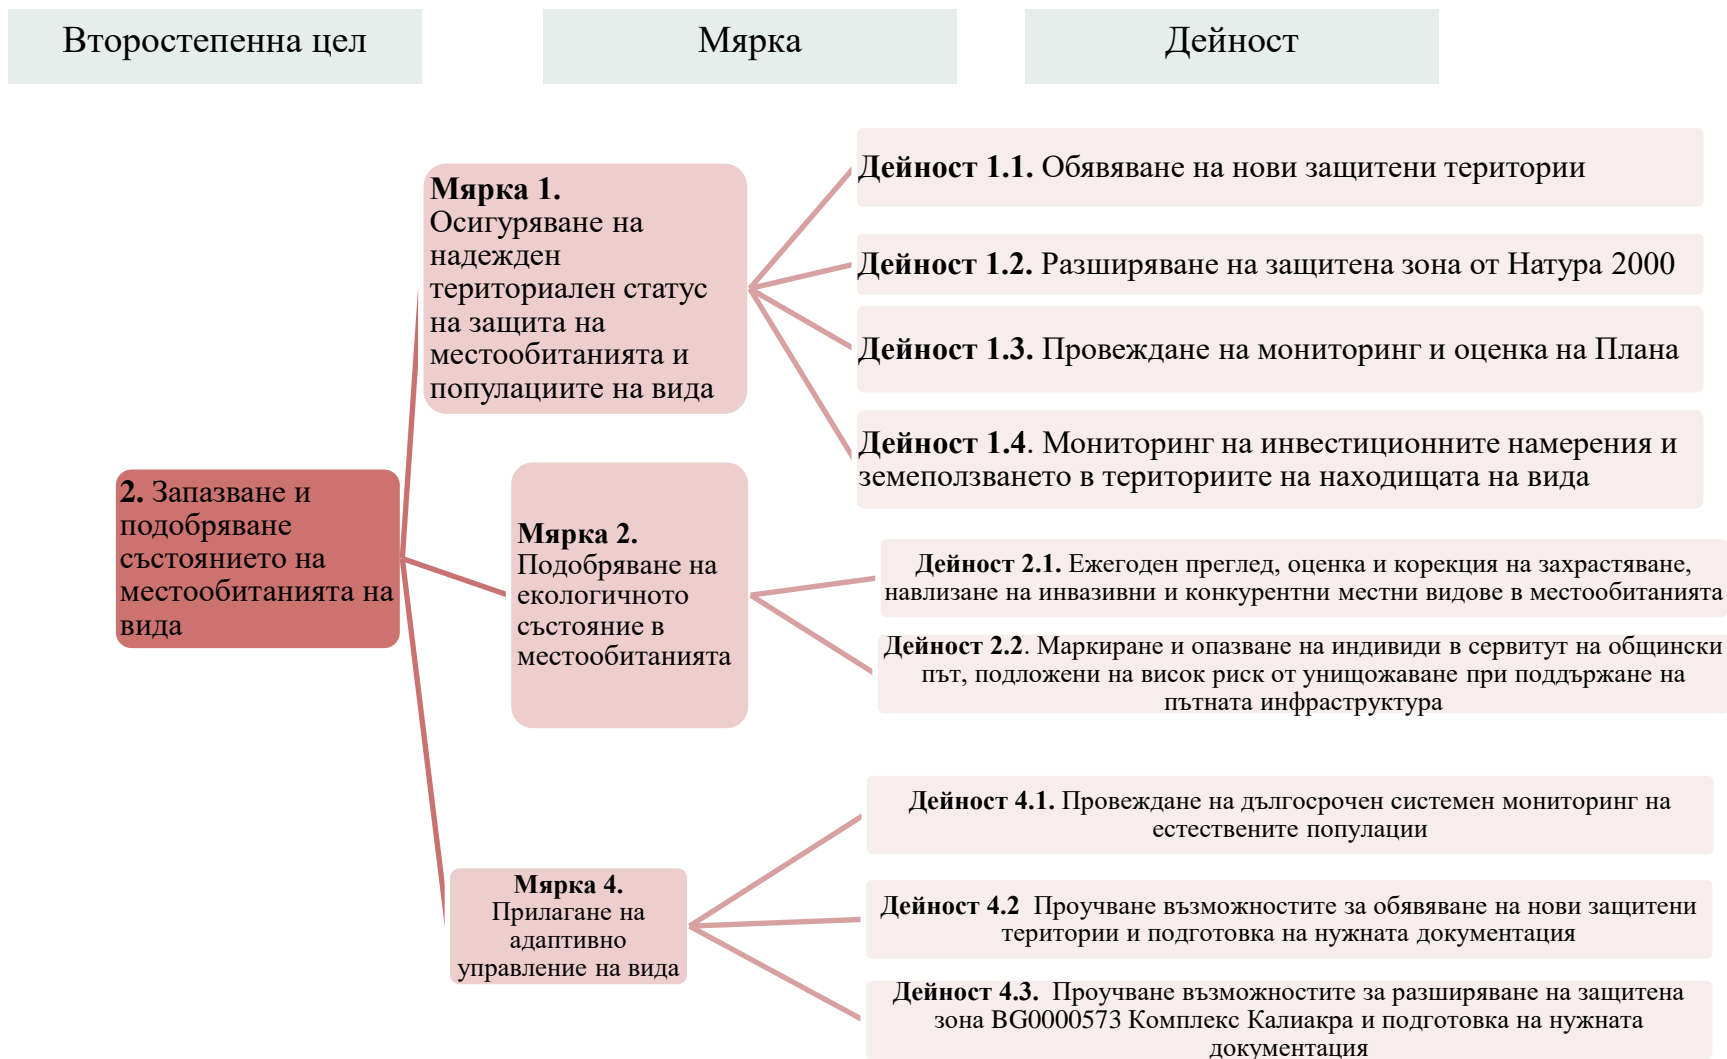 Второстепенна цел
Мярка
Дейност
2. Запазване и
подобряване
състоянието на
местообитанията на
вида
Мярка 1.
Осигуряване на
надежден
териториален статус
на защита на
местообитанията и
популациите на вида
Дейност 1.1. Обявяване на нови защитени територии
Дейност 1.2. Разширяване на защитена зона от Натура 2000
Дейност 1.3. Провеждане на мониторинг и оценка на Плана
Дейност 1.4. Мониторинг на инвестиционните намерения и
земеползването в териториите на находищата на вида
Мярка 2.
Подобряване на
екологичното
състояние в
местообитанията
Дейност 2.1. Ежегоден преглед, оценка и корекция на захрастяване,
навлизане на инвазивни и конкурентни местни видове в местообитанията
Дейност 2.2. Маркиране и опазване на индивиди в сервитут на общински
път, подложени на висок риск от унищожаване при поддържане на
пътната инфраструктура
Мярка 4.
Прилагане на
адаптивно
управление на вида
Дейност 4.1. Провеждане на дългосрочен системен мониторинг на
естествените популации
Дейност 4.2  Проучване възможностите за обявяване на нови защитени
територии и подготовка на нужната документация
Дейност 4.3.  Проучване възможностите за разширяване на защитена
зона BG0000573 Комплекс Калиакра и подготовка на нужната
документация